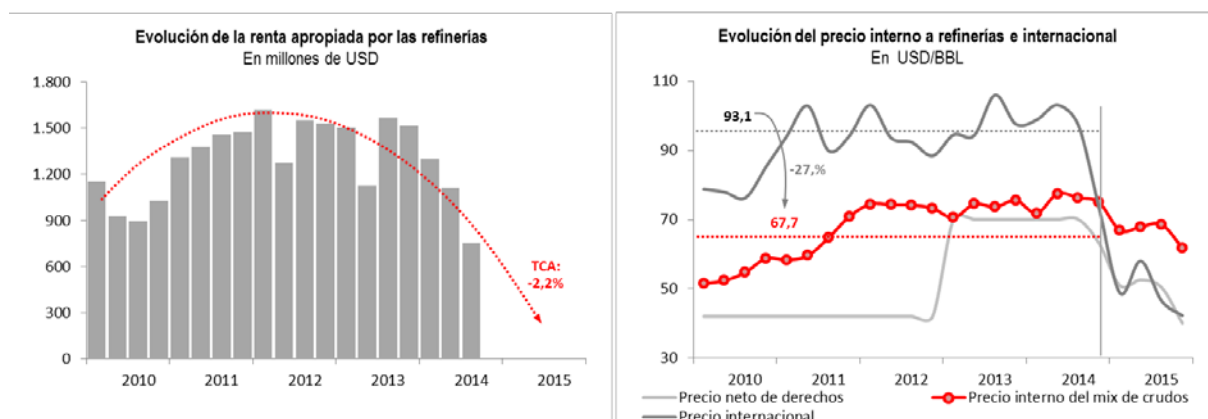 Evolución de la renta apropiada por las refinerías
En millones de USD
1.800
1.500
1.200
900
600
300
0
TCA:
-2,2%
2010 2011 2012 2013 2014 2015
Evolución del precio interno a refinerías e internacional
En USD/BBL
110
90
70
50
30
93,1
-27,%
67,7
2010 2011 2012 2013 2014 2015
Precio neto de derechos Precio interno del mix de crudos
Precio internacional